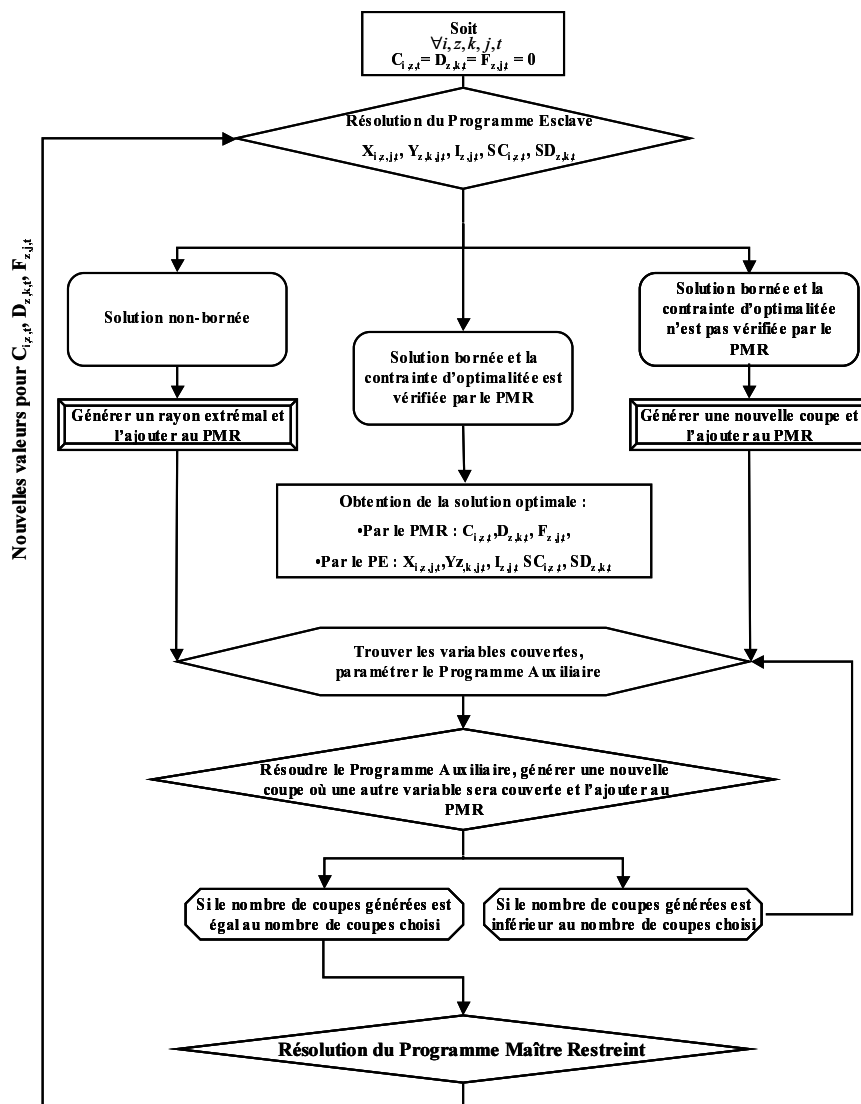 Soit
∀i, z, k, j, t
C_{i,z,t} = D_{z,k,t} = F_{z,j,t} = 0
Résolution du Programme Esclave
X_{i,z,j,t}, Y_{z,k,j,t}, I_{z,j,t}, SC_{i,z,t}, SD_{z,k,t}
Nouvelles valeurs pour C_{i,z,t}, D_{z,k,t}, F_{z,j,t}
Solution non-bornée
Solution bornée et la
contrainte d'optimalitée est
vérifiée par le PMR
Solution bornée et la
contrainte d'optimalitée
n'est pas vérifiée par le
PMR
Générer un rayon extrémal et
l'ajouter au PMR
Générer une nouvelle coupe et
l'ajouter au PMR
Obtention de la solution optimale :
•Par le PMR : C_{i,z,t}, D_{z,k,t}, F_{z,j,t},
•Par le PE : X_{i,z,j,t}, Yz_{,k,j,t}, I_{z,j,t} SC_{i,z,t}, SD_{z,k,t}
Trouver les variables couvertes,
paramétrer le Programme Auxiliaire
Résoudre le Programme Auxiliaire, générer une nouvelle
coupe où une autre variable sera couverte et l'ajouter au
PMR
Si le nombre de coupes générées est
égal au nombre de coupes choisi
Si le nombre de coupes générées est
inférieur au nombre de coupes choisi
Résolution du Programme Maître Restreint